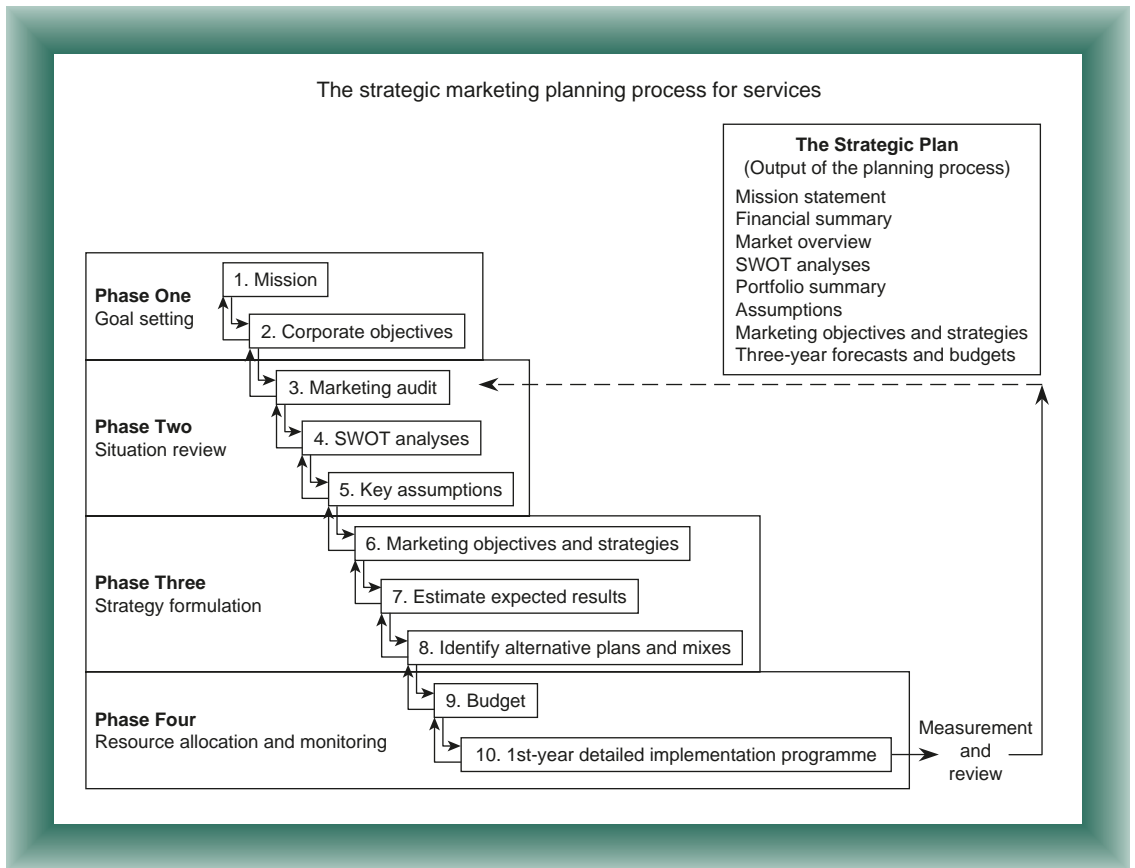 The strategic marketing planning process for services
The Strategic Plan
(Output of the planning process)
Mission statement
Financial summary
Market overview
SWOT analyses
Portfolio summary
Assumptions
Marketing objectives and strategies
Three-year forecasts and budgets
Phase One
Goal setting
1. Mission
2. Corporate objectives
Phase Two
Situation review
3. Marketing audit
4. SWOT analyses
5. Key assumptions
Phase Three
Strategy formulation
6. Marketing objectives and strategies
7. Estimate expected results
8. Identify alternative plans and mixes
Phase Four
Resource allocation and monitoring
9. Budget
10. 1st-year detailed implementation programme
Measurement
and
review